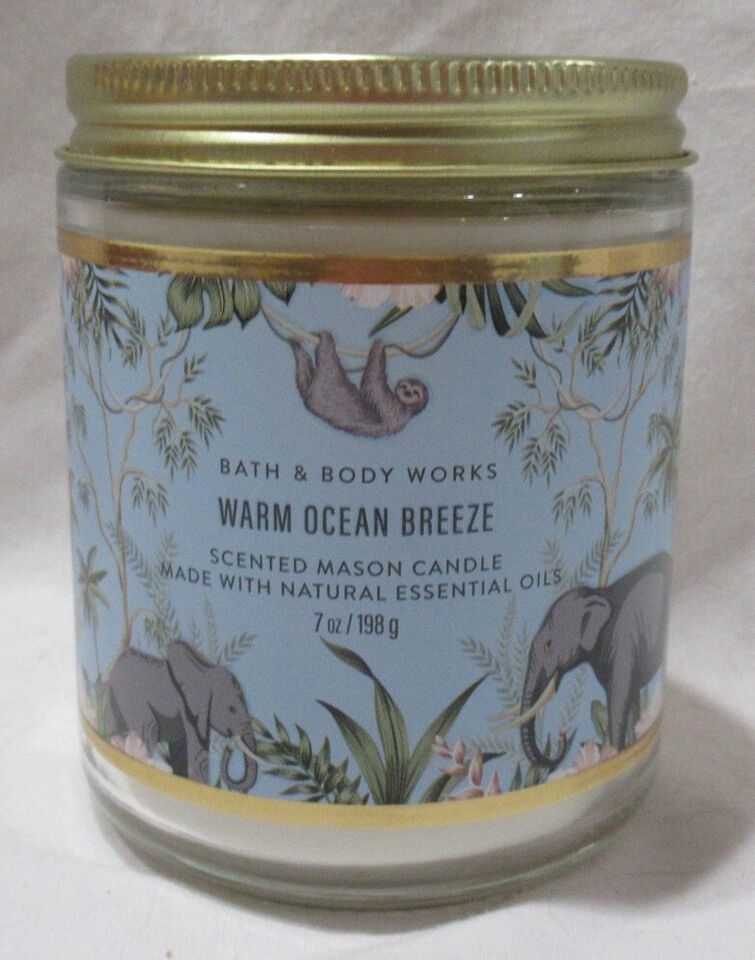 BATH & BODY WORKS
WARM OCEAN BREEZE
SCENTED MASON CANDLE
MADE WITH NATURAL ESSENTIAL OILS
7 oz / 198 g